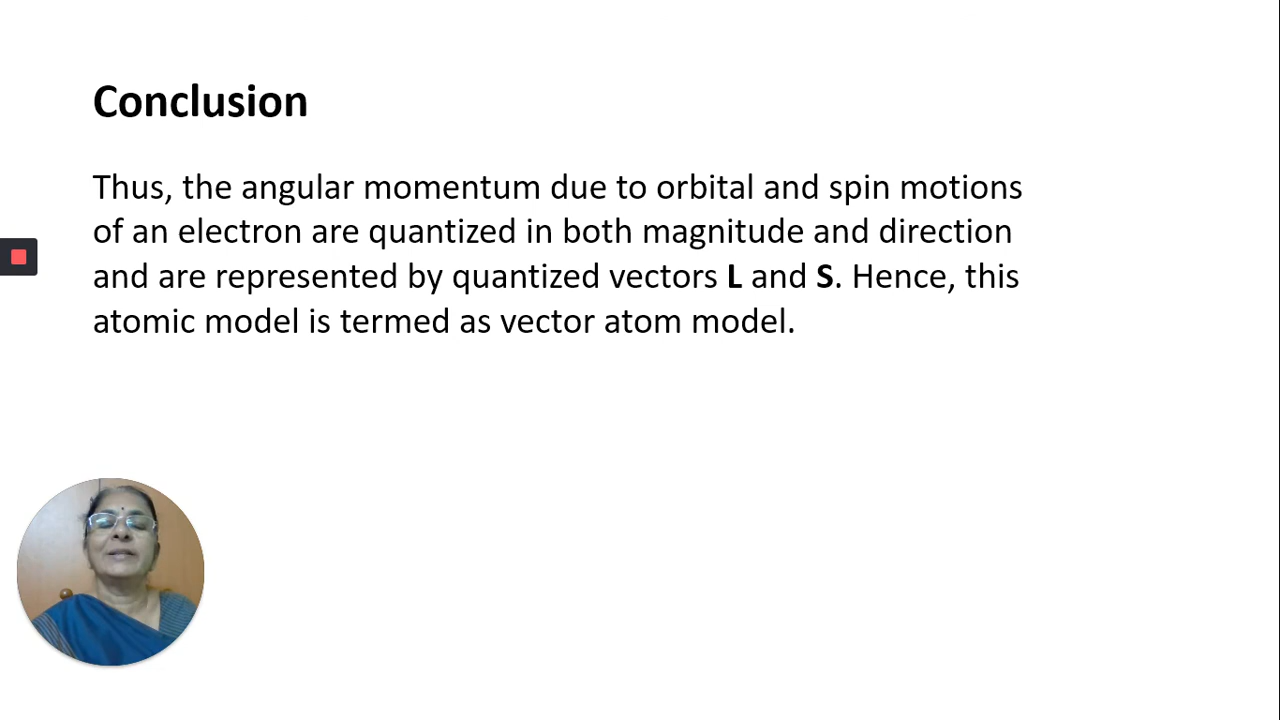 Conclusion
Thus, the angular momentum due to orbital and spin motions
of an electron are quantized in both magnitude and direction
and are represented by quantized vectors L and S. Hence, this
atomic model is termed as vector atom model.